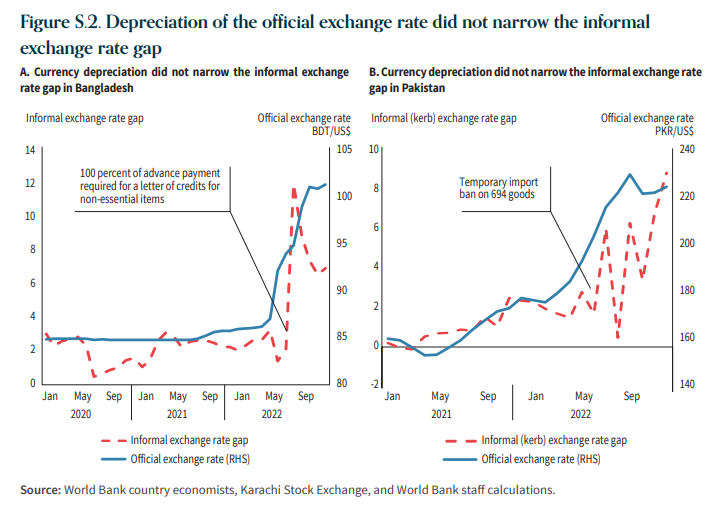 Figure S.2. Depreciation of the official exchange rate did not narrow the informal
exchange rate gap
A. Currency depreciation did not narrow the informal exchange
rate gap in Bangladesh
Informal exchange rate gap
Official exchange rate
BDT/US$
14
12
10
8
6
4
2
0
105
100
95
90
85
80
100 percent of advance payment
required for a letter of credits for
non-essential items
Jan May Sep Jan May Sep Jan May Sep
2020 2021 2022
Informal exchange rate gap
Official exchange rate (RHS)
B. Currency depreciation did not narrow the informal exchange rate
gap in Pakistan
Informal (kerb) exchange rate gap
Official exchange rate
PKR/US$
10
8
6
4
2
0
-2
240
220
200
180
160
140
Temporary import
ban on 694 goods
Jan May Sep Jan May Sep
2021 2022
Informal (kerb) exchange rate gap
Official exchange rate (RHS)
Source: World Bank country economists, Karachi Stock Exchange, and World Bank staff calculations.